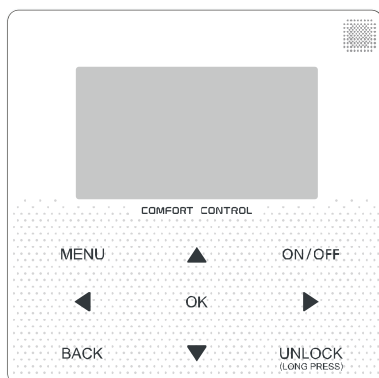 COMFORT CONTROL
MENU ON/OFF
OK
BACK UNLOCK
(LONG PRESS)